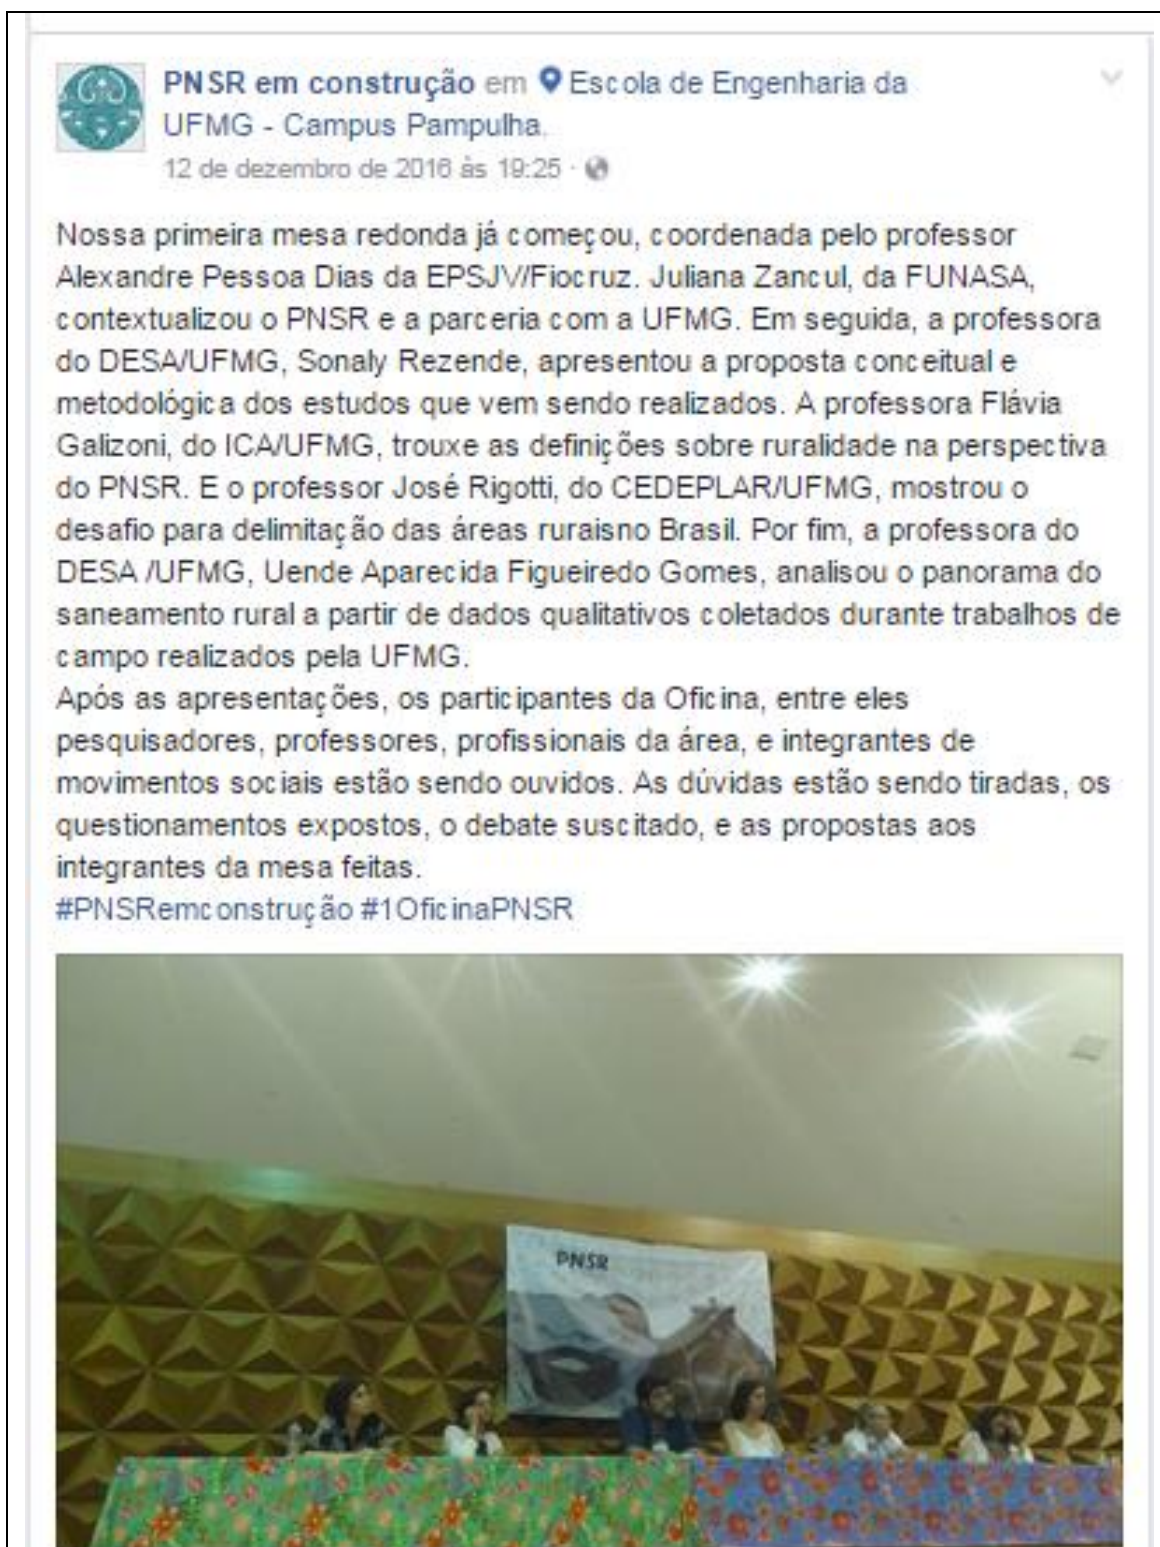 PNSR em construção em Escola de Engenharia da
UFMG - Campus Pampulha.
12 de dezembro de 2016 às 19:25 ·
Nossa primeira mesa redonda já começou, coordenada pelo professor
Alexandre Pessoa Dias da EPSJV/Fiocruz. Juliana Zancul, da FUNASA,
contextualizou o PNSR e a parceria com a UFMG. Em seguida, a professora
do DESA/UFMG, Sonaly Rezende, apresentou a proposta conceitual e
metodológica dos estudos que vem sendo realizados. A professora Flávia
Galizoni, do ICA/UFMG, trouxe as definições sobre ruralidade na perspectiva
do PNSR. E o professor José Rigotti, do CEDEPLAR/UFMG, mostrou o
desafio para delimitação das áreas ruraisno Brasil. Por fim, a professora do
DESA /UFMG, Uende Aparecida Figueiredo Gomes, analisou o panorama do
saneamento rural a partir de dados qualitativos coletados durante trabalhos de
campo realizados pela UFMG.
Após as apresentações, os participantes da Oficina, entre eles
pesquisadores, professores, profissionais da área, e integrantes de
movimentos sociais estão sendo ouvidos. As dúvidas estão sendo tiradas, os
questionamentos expostos, o debate suscitado, e as propostas aos
integrantes da mesa feitas.
#PNSRemconstrução #1OficinaPNSR
PNSR